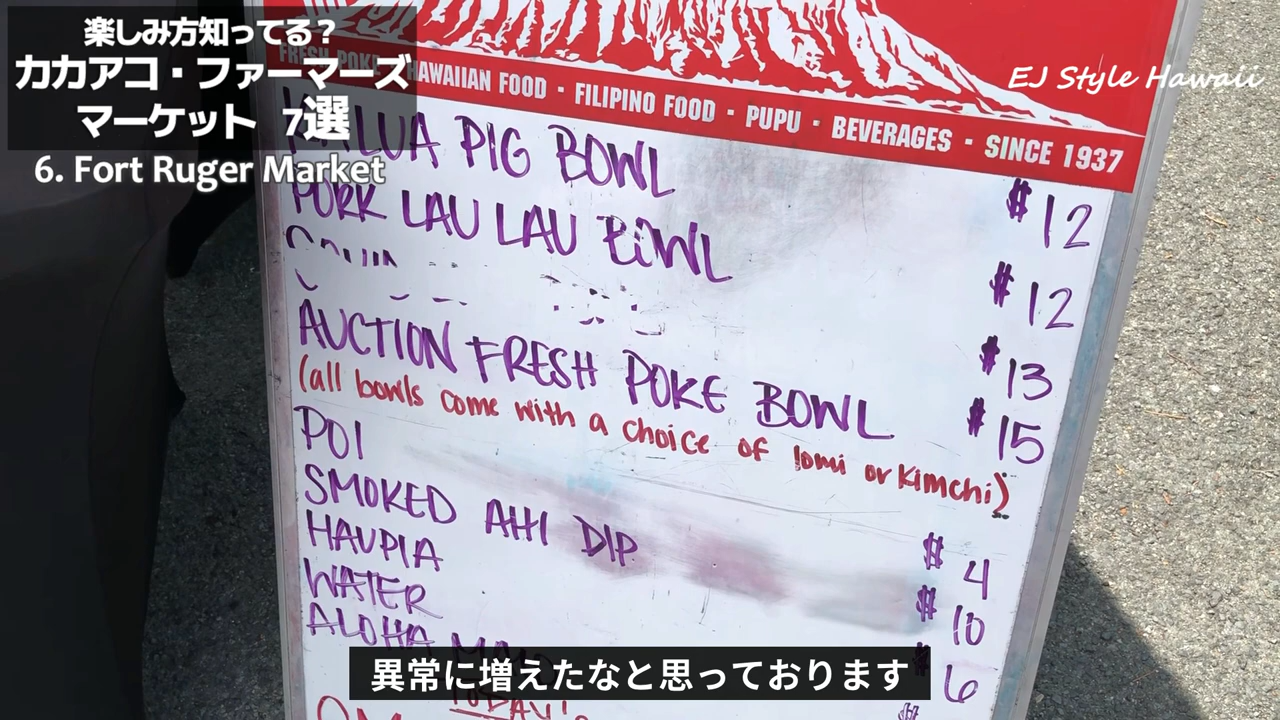 楽しみ方知ってる？
カカアコ・ファーマーズ
マーケット 7選
6. Fort Ruger Market
EJ Style Hawaii
FRESH POKE · HAWAIIAN FOOD · FILIPINO FOOD · PUPU · BEVERAGES · SINCE 1937
KALUA PIG BOWL $12
PORK LAU LAU BOWL $12
$13
AUCTION FRESH POKE BOWL $15
(all bowls come with a choice of lomi or kimchi)
POI $4
SMOKED AHI DIP $10
HAUPIA $6
WATER
ALOHA
TODAY!
異常に増えたなと思っております